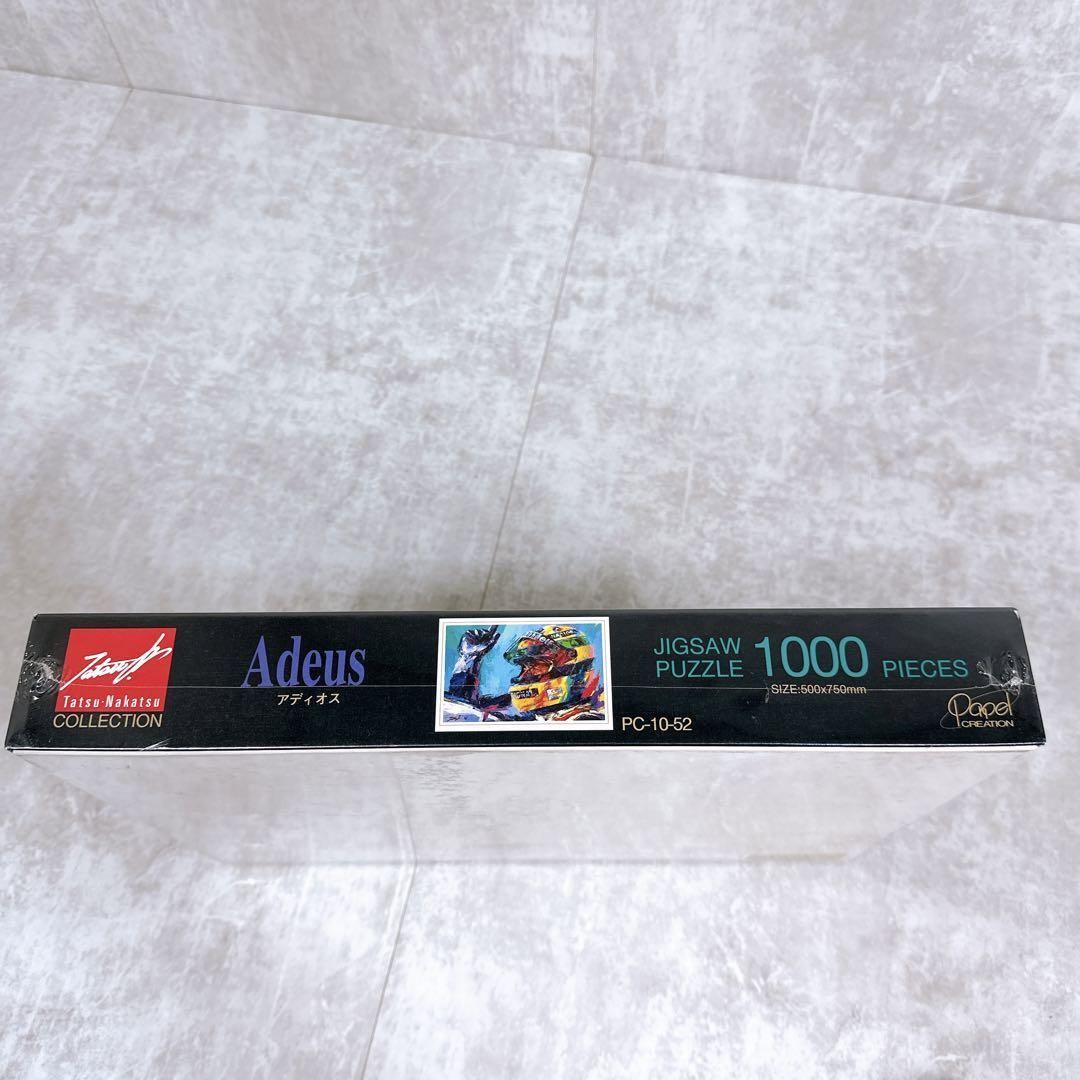 Tatsu-Nakatsu
COLLECTION
Adeus
アディオス
PC-10-52
JIGSAW
PUZZLE
1000
PIECES
SIZE:500x750mm
Papel
CREATION